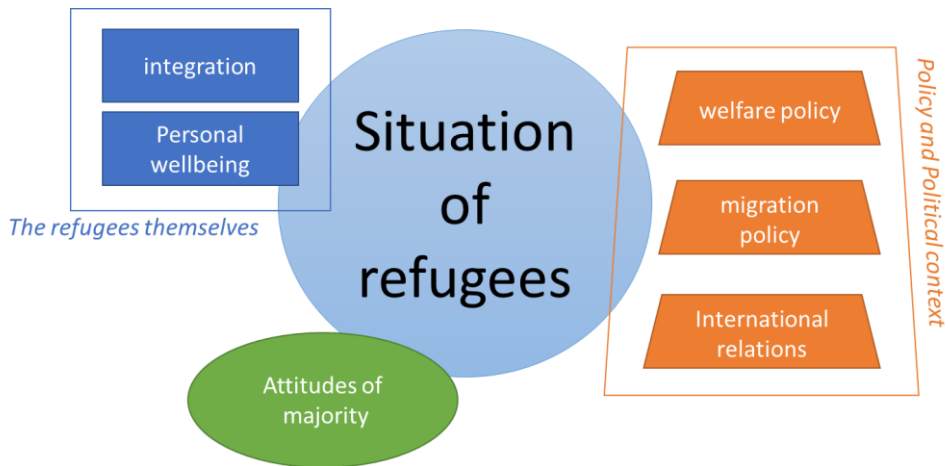 integration
Personal
wellbeing
The refugees themselves
Situation
of
refugees
Attitudes of
majority
welfare policy
migration
policy
International
relations
Policy and Political context